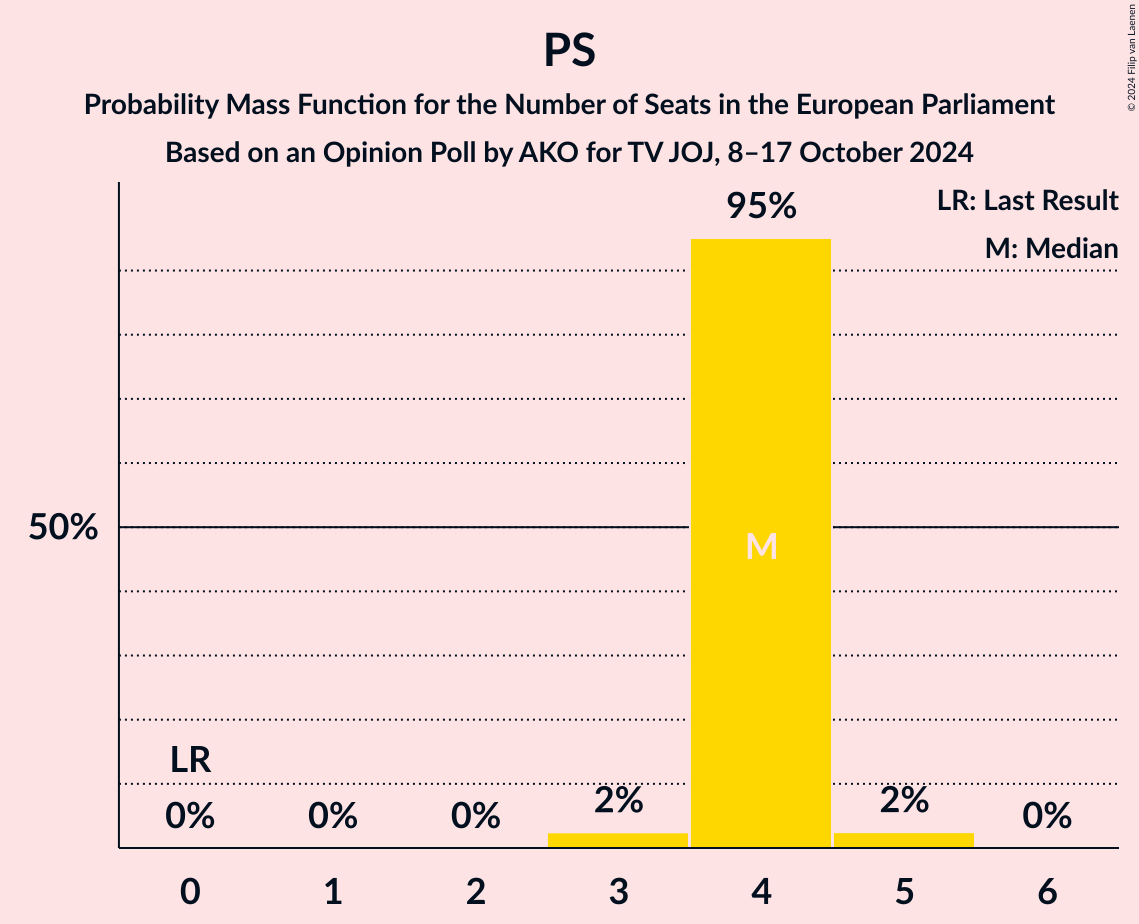 PS
Probability Mass Function for the Number of Seats in the European Parliament
Based on an Opinion Poll by AKO for TV JOJ, 8–17 October 2024
© 2024 Filip van Laenen
LR: Last Result
M: Median
95%
50%
M
LR
0% 0% 0% 2% 2% 0%
0 1 2 3 4 5 6